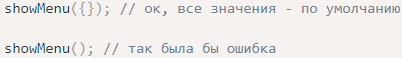 showMenu({}); // ок, все значения - по умолчанию
showMenu(); // так была бы ошибка